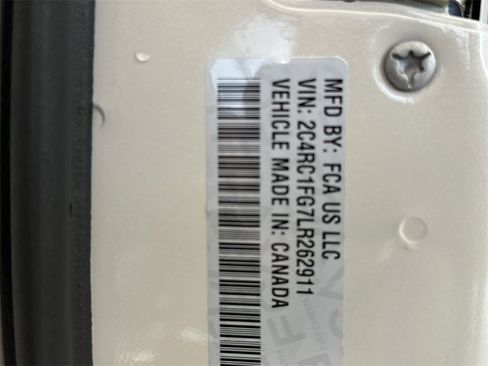 MFD BY: FCA US LLC
VIN: 2C4RC1FG7LR262911
VEHICLE MADE IN: CANADA